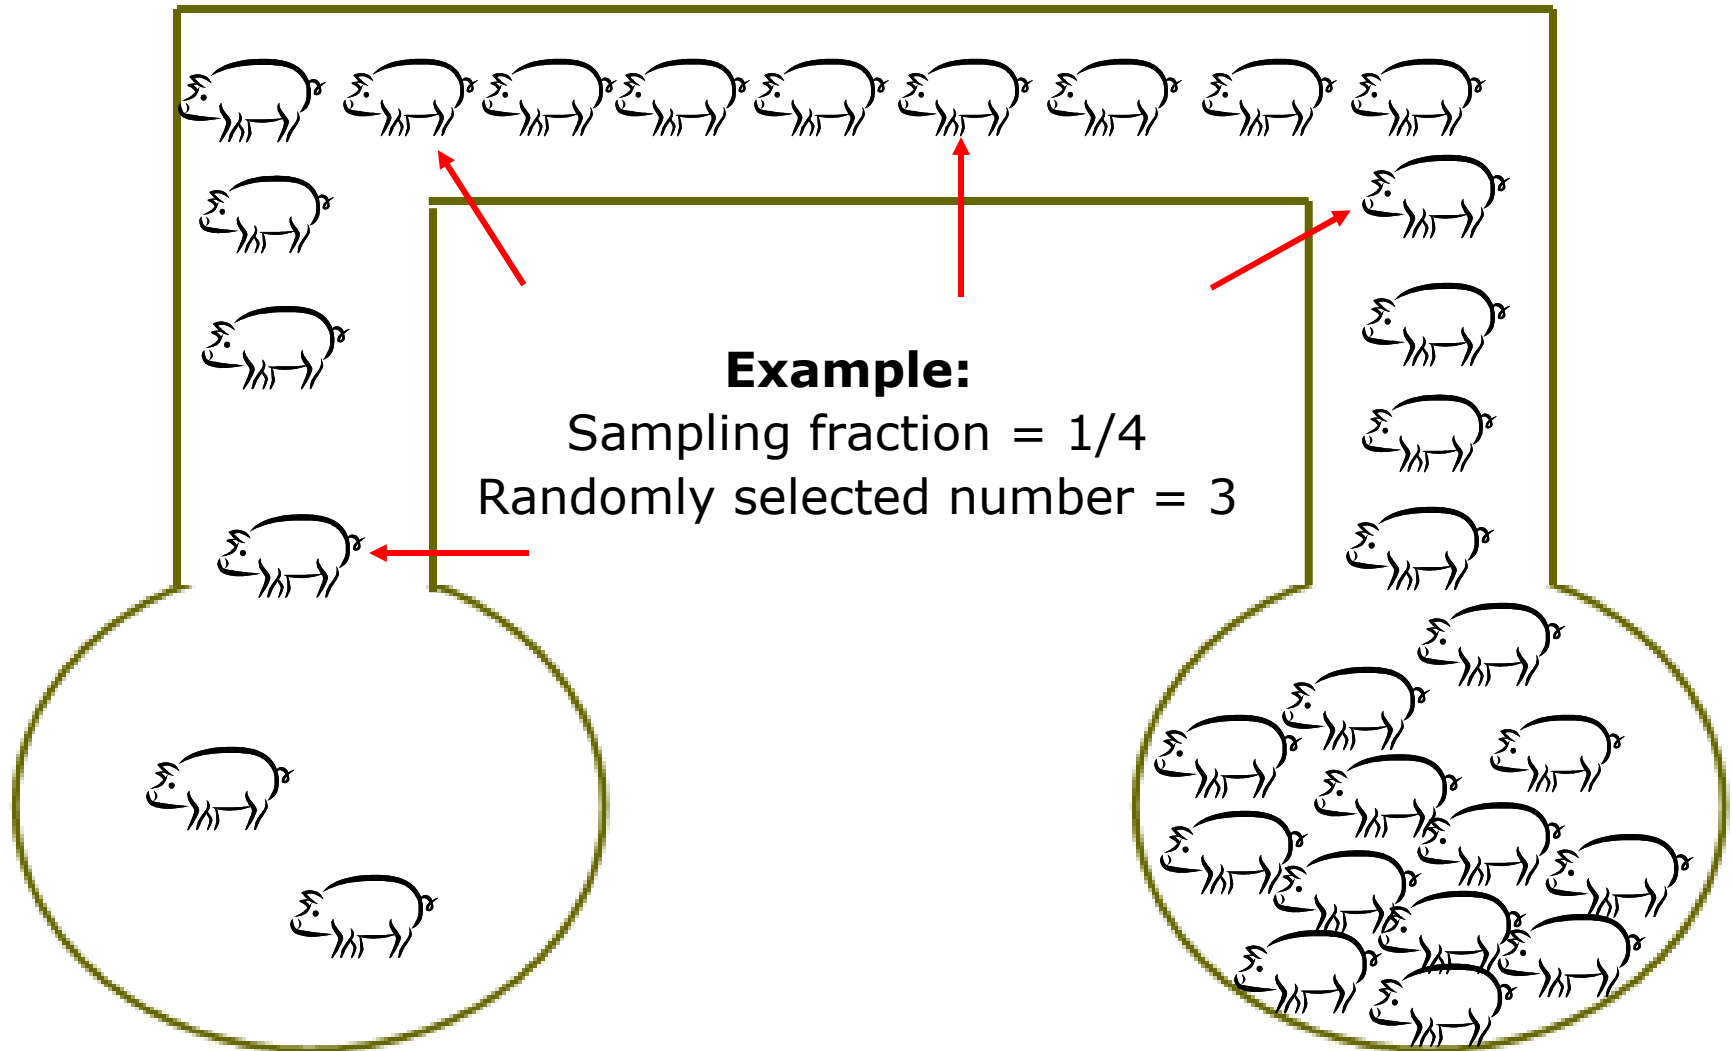 Example:
Sampling fraction = 1/4
Randomly selected number = 3